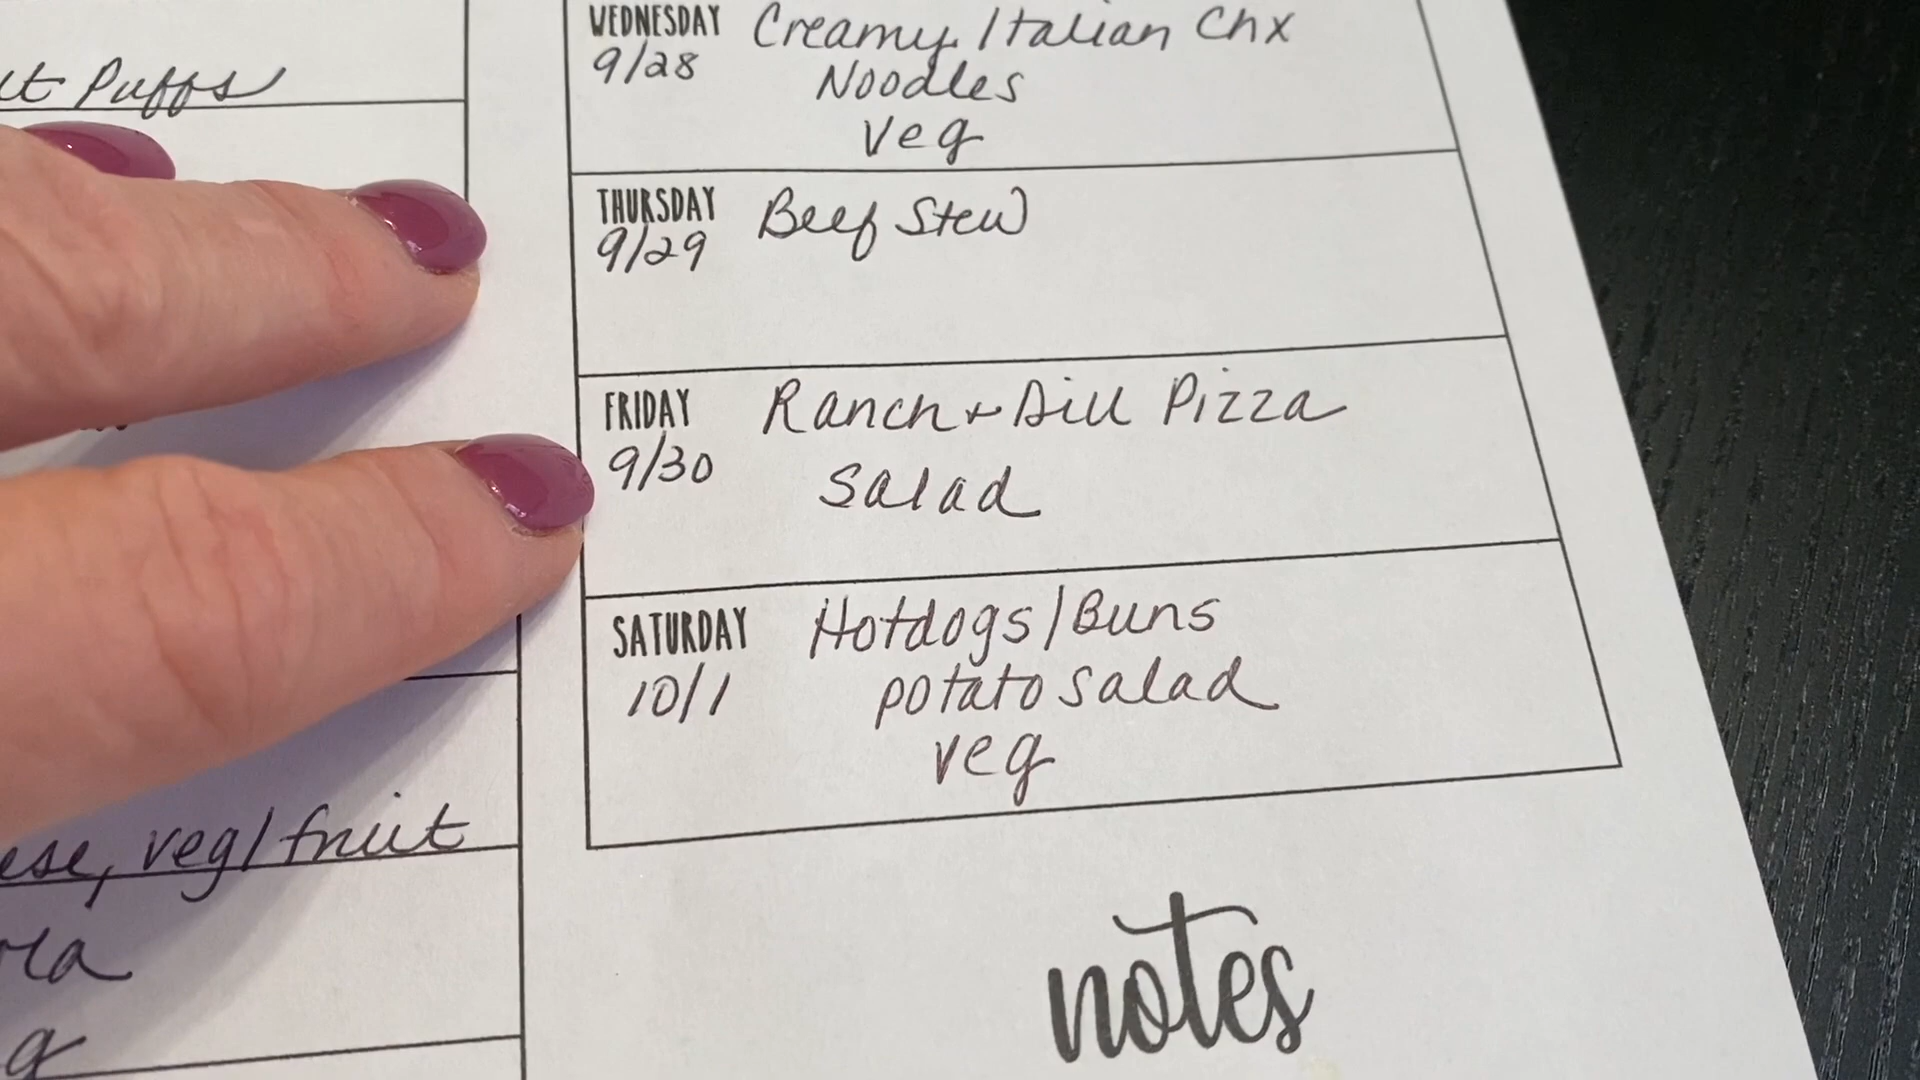 Puffs
veg/fruit
WEDNESDAY Creamy Italian Chx
9/28 Noodles
Veg
THURSDAY Beef Stew
9/29
FRIDAY Ranch + Dill Pizza
9/30 Salad
SATURDAY Hotdogs/Buns
10/1 potato salad
veg
notes